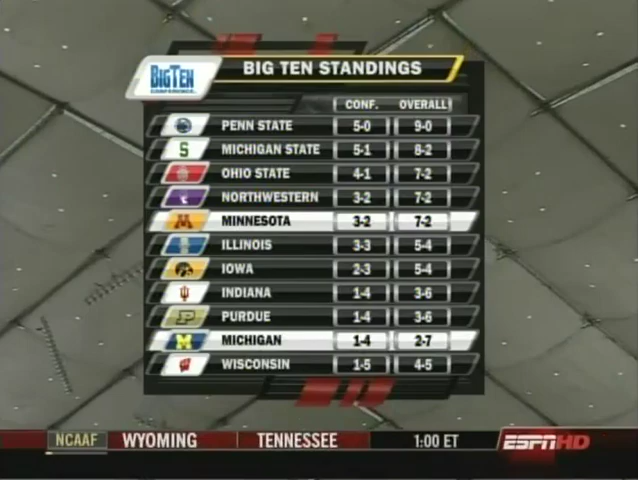 BIG TEN CONFERENCE
BIG TEN STANDINGS
CONF. OVERALL
PENN STATE 5-0 9-0
S MICHIGAN STATE 5-1 8-2
OHIO STATE 4-1 7-2
NORTHWESTERN 3-2 7-2
M MINNESOTA 3-2 7-2
ILLINOIS 3-3 5-4
IOWA 2-3 5-4
INDIANA 1-4 3-6
P PURDUE 1-4 3-6
M MICHIGAN 1-4 2-7
W WISCONSIN 1-5 4-5
NCAAF WYOMING TENNESSEE 1:00 ET ESPN HD